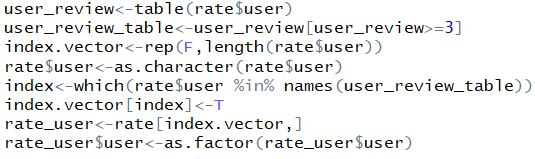 user_review<-table(rate$user)
user_review_table<-user_review[user_review>=3]
index.vector<-rep(F,length(rate$user))
rate$user<-as.character(rate$user)
index<-which(rate$user %in% names(user_review_table))
index.vector[index]<-T
rate_user<-rate[index.vector,]
rate_user$user<-as.factor(rate_user$user)